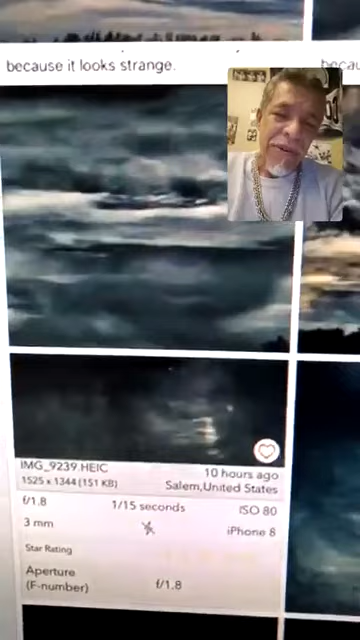 because it looks strange.
becau
IMG_9239.HEIC
10 hours ago
1525 x 1344 (151 KB)
Salem,United States
f/1.8
1/15 seconds
ISO 80
3 mm
iPhone 8
Star Rating
Aperture
(F-number)
f/1.8